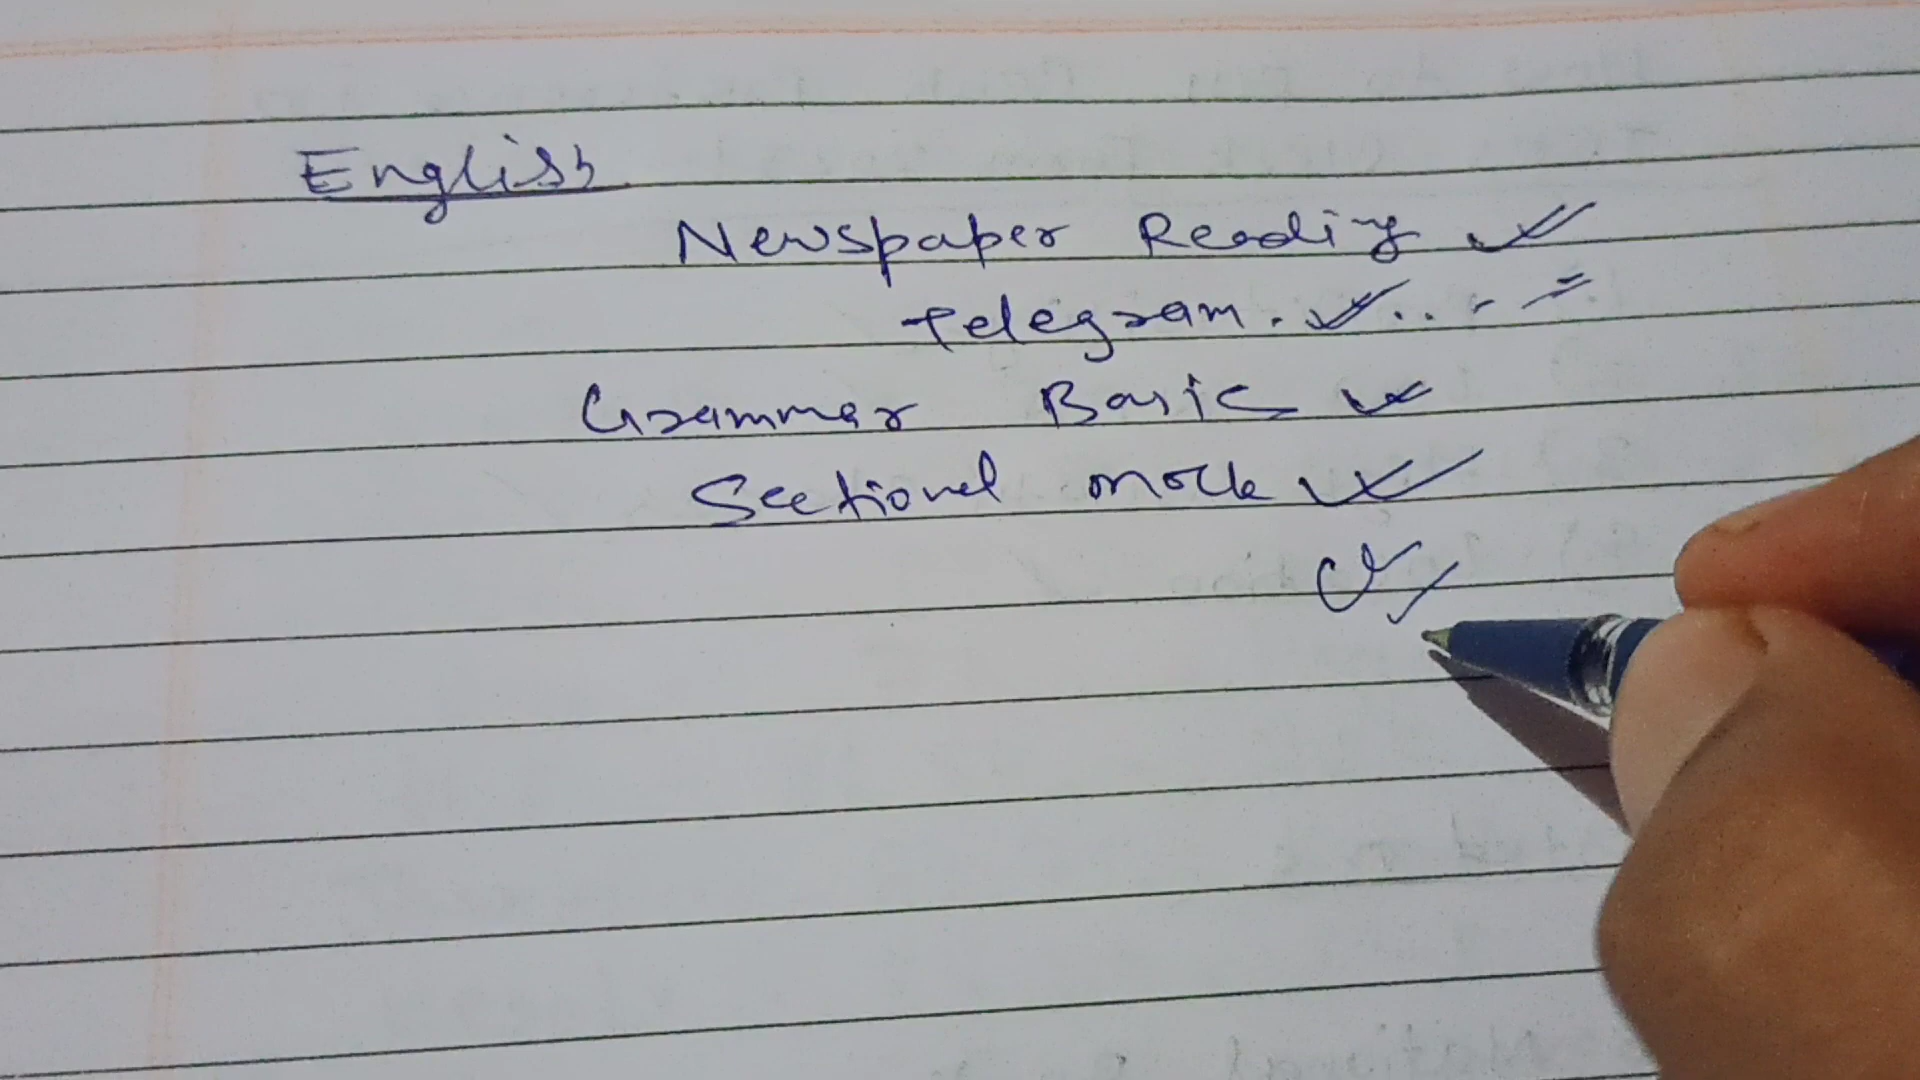 English
Newspaper Reading
Telegram.
Grammar Basic
Sectional mock